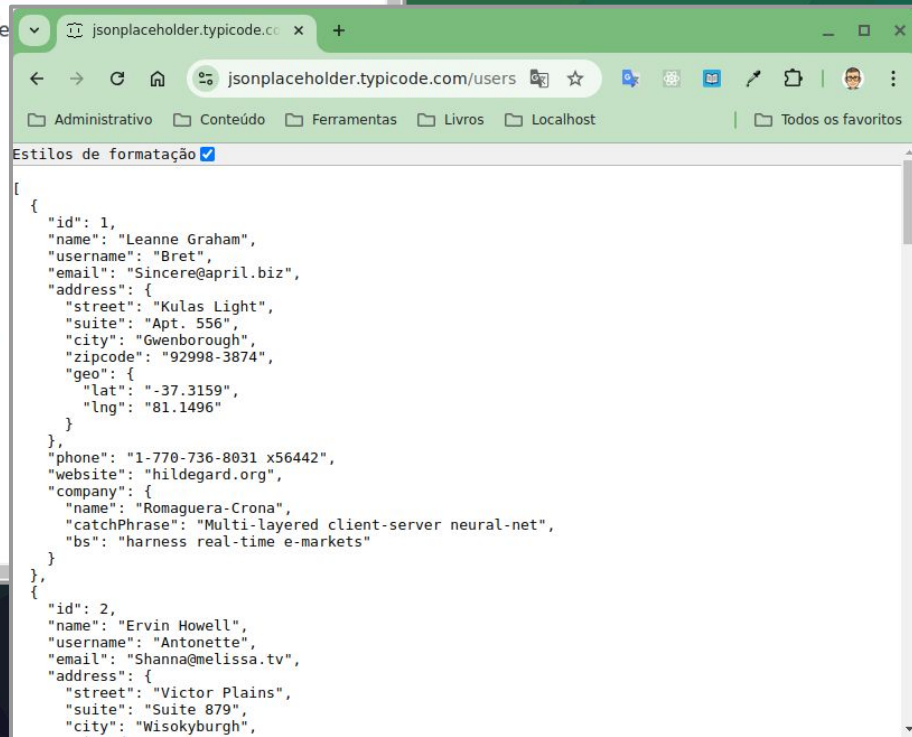 e
jsonplaceholder.typicode.cc
jsonplaceholder.typicode.com/users
Administrativo Conteúdo Ferramentas Livros Localhost Todos os favoritos
Estilos de formatação
[
  {
    "id": 1,
    "name": "Leanne Graham",
    "username": "Bret",
    "email": "Sincere@april.biz",
    "address": {
      "street": "Kulas Light",
      "suite": "Apt. 556",
      "city": "Gwenborough",
      "zipcode": "92998-3874",
      "geo": {
        "lat": "-37.3159",
        "lng": "81.1496"
      }
    },
    "phone": "1-770-736-8031 x56442",
    "website": "hildegard.org",
    "company": {
      "name": "Romaguera-Crona",
      "catchPhrase": "Multi-layered client-server neural-net",
      "bs": "harness real-time e-markets"
    }
  },
  {
    "id": 2,
    "name": "Ervin Howell",
    "username": "Antonette",
    "email": "Shanna@melissa.tv",
    "address": {
      "street": "Victor Plains",
      "suite": "Suite 879",
      "city": "Wisokyburgh",